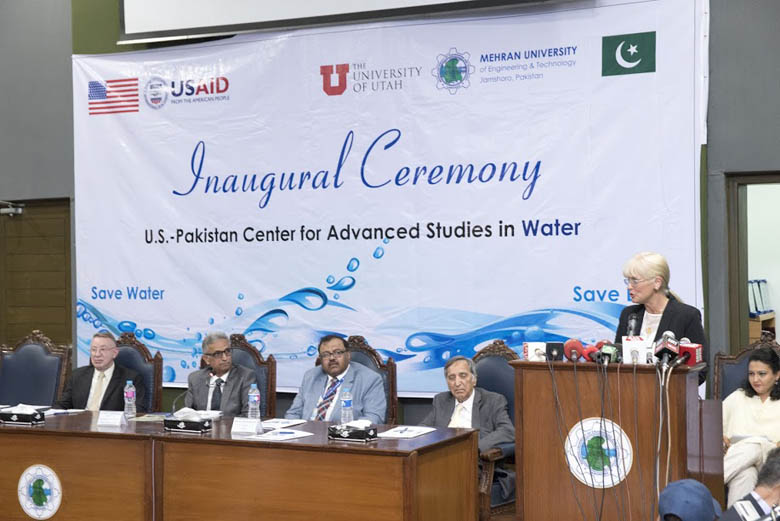 USAID
FROM THE AMERICAN PEOPLE
U
THE
UNIVERSITY
OF UTAH
MEHRAN UNIVERSITY
of Engineering & Technology
Jamshoro, Pakistan
Inaugural Ceremony
U.S.-Pakistan Center for Advanced Studies in Water
Save Water
Save